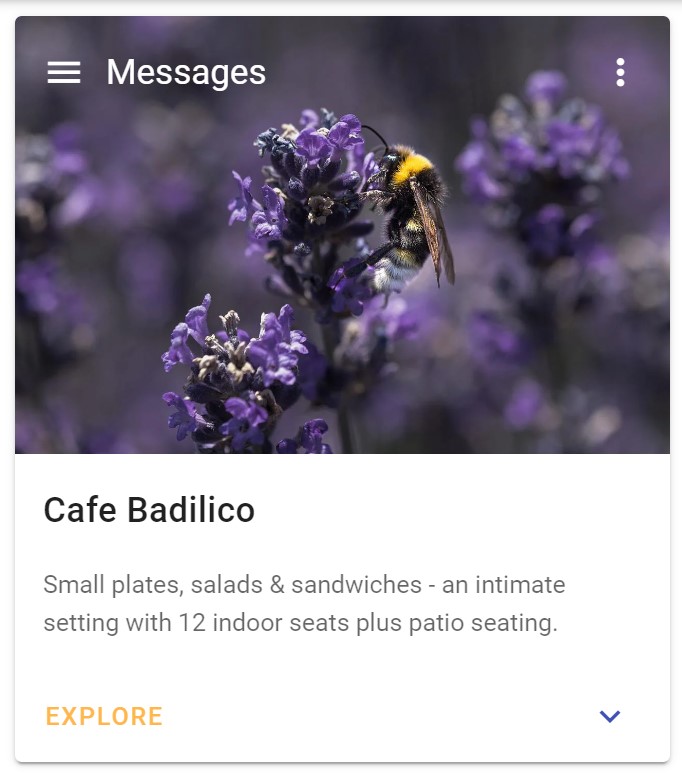 Messages
Cafe Badilico
Small plates, salads & sandwiches - an intimate
setting with 12 indoor seats plus patio seating.
EXPLORE